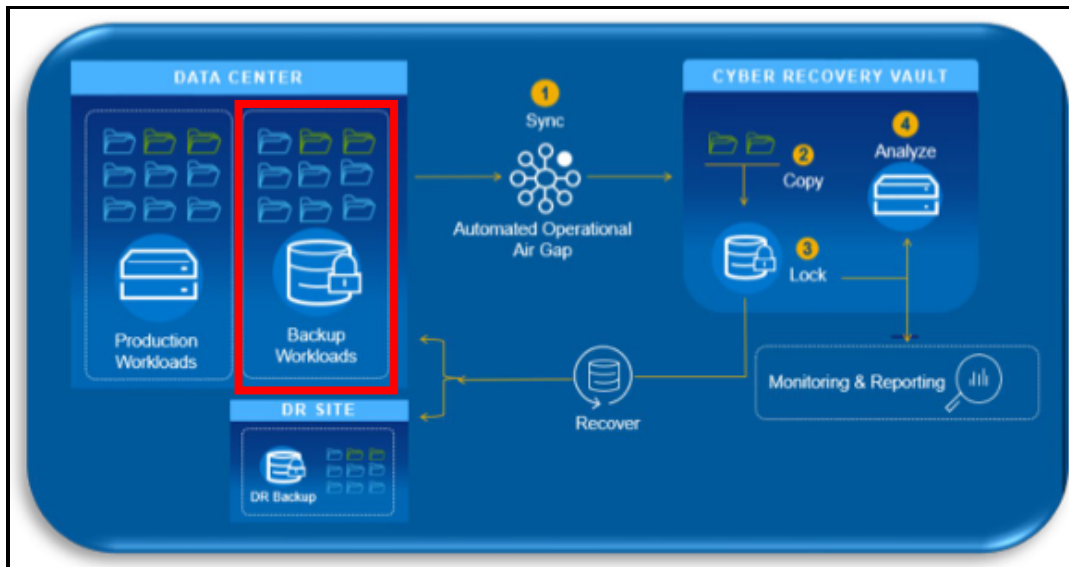 DATA CENTER
Production
Workloads
Backup
Workloads
DR SITE
DR Backup
1
Sync
Automated Operational
Air Gap
CYBER RECOVERY VAULT
2
Copy
3
Lock
4
Analyze
Monitoring & Reporting
Recover